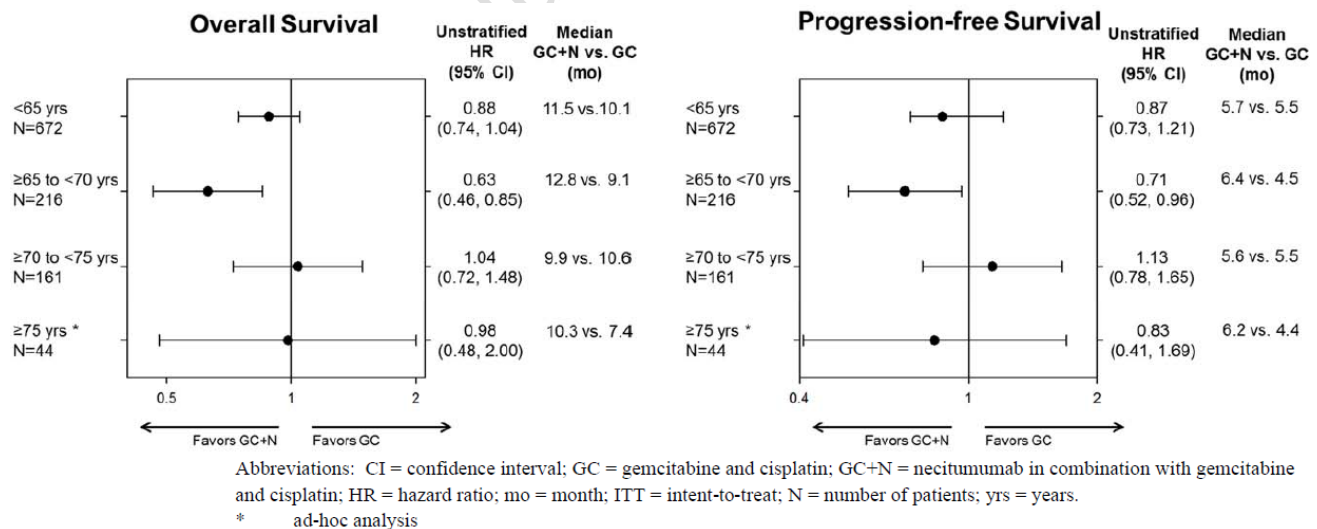 Overall Survival
Unstratified
HR
(95% CI)
Median
GC+N vs. GC
(mo)
<65 yrs
N=672
0.88
(0.74, 1.04)
11.5 vs.10.1
≥65 to <70 yrs
N=216
0.63
(0.46, 0.85)
12.8 vs. 9.1
≥70 to <75 yrs
N=161
1.04
(0.72, 1.48)
9.9 vs. 10.6
≥75 yrs *
N=44
0.98
(0.48, 2.00)
10.3 vs. 7.4
0.5 1 2
Favors GC+N Favors GC
Progression-free Survival
Unstratified
HR
(95% CI)
Median
GC+N vs. GC
(mo)
<65 yrs
N=672
0.87
(0.73, 1.21)
5.7 vs. 5.5
≥65 to <70 yrs
N=216
0.71
(0.52, 0.96)
6.4 vs. 4.5
≥70 to <75 yrs
N=161
1.13
(0.78, 1.65)
5.6 vs. 5.5
≥75 yrs *
N=44
0.83
(0.41, 1.69)
6.2 vs. 4.4
0.4 1 2
Favors GC+N Favors GC
Abbreviations: CI = confidence interval; GC = gemcitabine and cisplatin; GC+N = necitumumab in combination with gemcitabine
and cisplatin; HR = hazard ratio; mo = month; ITT = intent-to-treat; N = number of patients; yrs = years.
* ad-hoc analysis